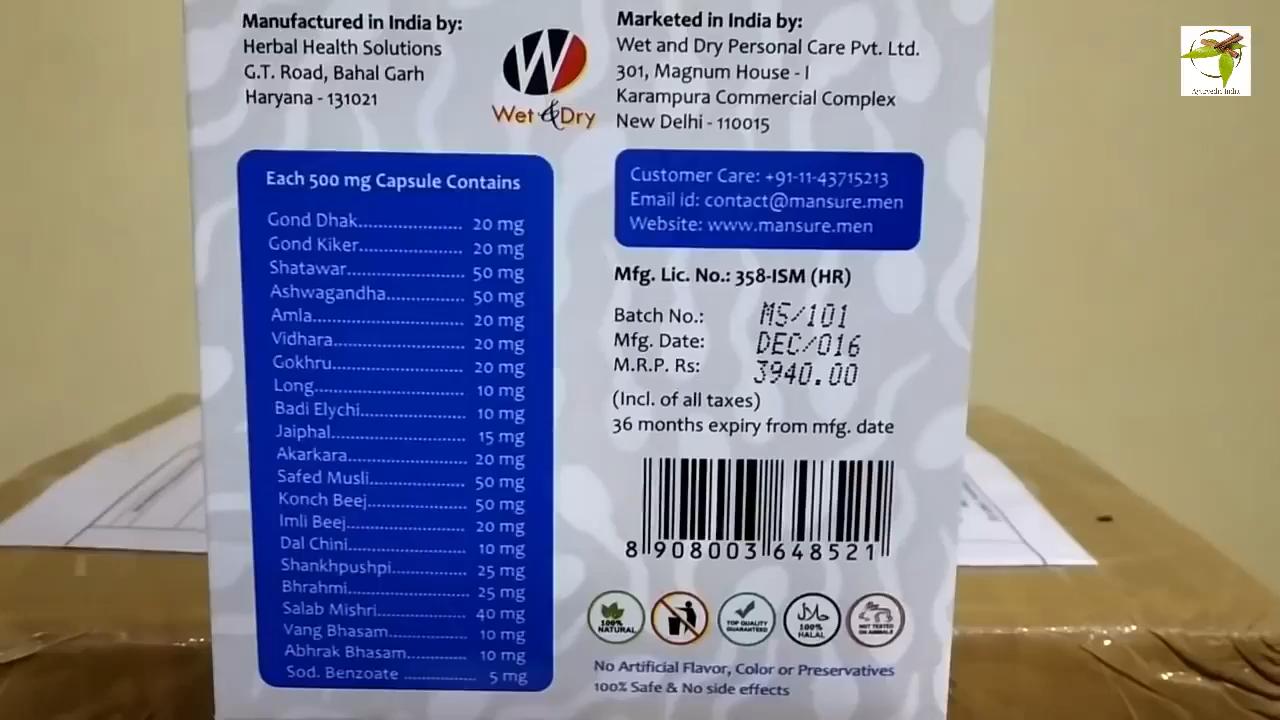 Manufactured in India by:
Herbal Health Solutions
G.T. Road, Bahal Garh
Haryana - 131021
Wet & Dry
Marketed in India by:
Wet and Dry Personal Care Pvt. Ltd.
301, Magnum House - I
Karampura Commercial Complex
New Delhi - 110015
Ayurvedic India
Each 500 mg Capsule Contains
Gond Dhak........................ 20 mg
Gond Kiker........................ 20 mg
Shatawar........................... 50 mg
Ashwagandha.................. 50 mg
Amla................................... 20 mg
Vidhara.............................. 20 mg
Gokhru............................... 20 mg
Long................................... 10 mg
Badi Elychi........................ 10 mg
Jaiphal............................... 15 mg
Akarkara............................ 20 mg
Safed Musli...................... 50 mg
Konch Beej....................... 50 mg
Imli Beej............................ 20 mg
Dal Chini........................... 10 mg
Shankhpushpi................. 25 mg
Bhrahmi............................ 25 mg
Salab Mishri..................... 40 mg
Vang Bhasam.................. 10 mg
Abhrak Bhasam.............. 10 mg
Sod. Benzoate ................ 5 mg
Customer Care: +91-11-43715213
Email id: contact@mansure.men
Website: www.mansure.men
Mfg. Lic. No.: 358-ISM (HR)
Batch No.: MS/101
Mfg. Date: DEC/016
M.R.P. Rs: 3940.00
(Incl. of all taxes)
36 months expiry from mfg. date
8 908003 648521
100% NATURAL
TOP QUALITY GUARANTEED
100% HALAL
NOT TESTED ON ANIMALS
No Artificial Flavor, Color or Preservatives
100% Safe & No side effects